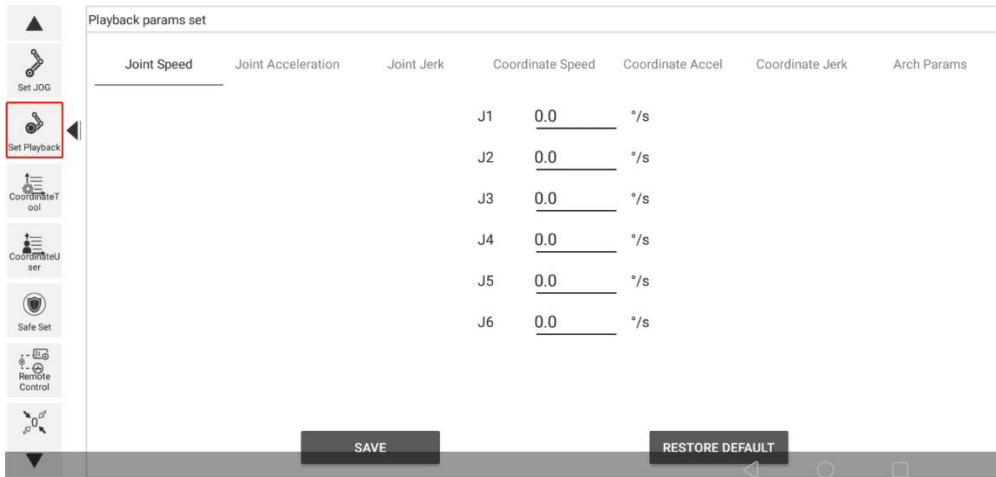 Playback params set
Set JOG
Set Playback
CoordinateT
ool
CoordinateU
ser
Safe Set
Remote
Control
0
Joint Speed Joint Acceleration Joint Jerk Coordinate Speed Coordinate Accel Coordinate Jerk Arch Params
J1 0.0 °/s
J2 0.0 °/s
J3 0.0 °/s
J4 0.0 °/s
J5 0.0 °/s
J6 0.0 °/s
SAVE RESTORE DEFAULT